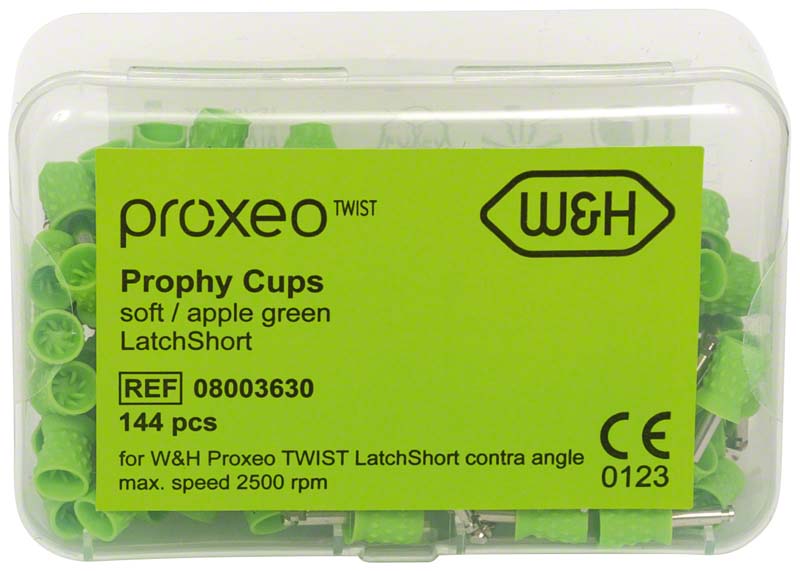 proxeo TWIST
W&H
Prophy Cups
soft / apple green
LatchShort
REF 08003630
144 pcs
for W&H Proxeo TWIST LatchShort contra angle
max. speed 2500 rpm
CE
0123